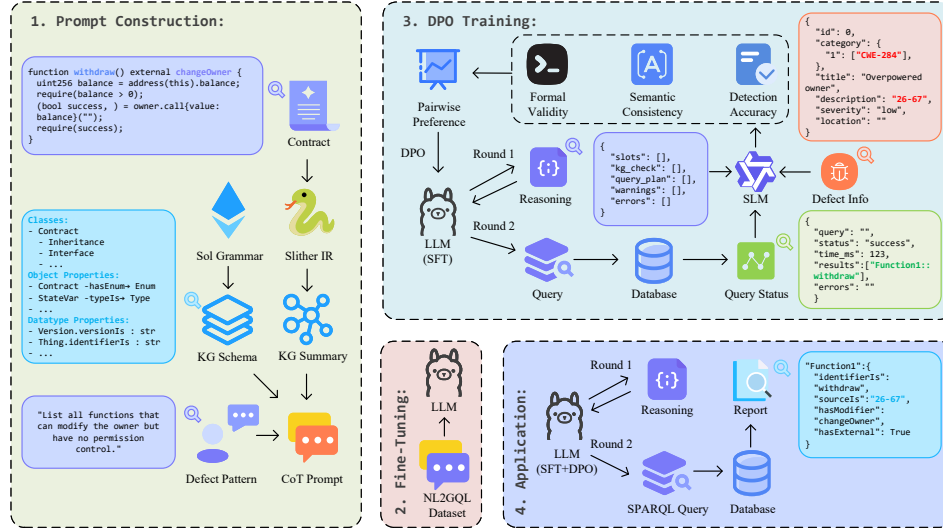 1. Prompt Construction:
function withdraw() external changeOwner {
uint256 balance = address(this).balance;
require(balance > 0);
(bool success, ) = owner.call{value:
balance}("");
require(success);
}
Contract
Sol Grammar
Slither IR
Classes:
- Contract
- Inheritance
- Interface
- ...
Object Properties:
- Contract -hasEnum→ Enum
- StateVar -typeIs→ Type
- ...
Datatype Properties:
- Version.versionIs : str
- Thing.identifierIs : str
- ...
KG Schema
KG Summary
"List all functions that
can modify the owner but
have no permission
control."
Defect Pattern
CoT Prompt
3. DPO Training:
Pairwise
Preference
Formal
Validity
Semantic
Consistency
Detection
Accuracy
{
"id": 0,
"category": {
"1": ["CWE-284"],
},
"title": "Overpowered
owner",
"description": "26-67",
"severity": "low",
"location": ""
}
DPO
Round 1
{;}
Reasoning
LLM
(SFT)
Round 2
{
"slots": [],
"kg_check": [],
"query_plan": [],
"warnings": [],
"errors": []
}
SLM
Defect Info
Query
Database
Query Status
{
"query": "",
"status": "success",
"time_ms": 123,
"results":["Function1::
withdraw"],
"errors": ""
}
2. Fine-Tuning:
LLM
NL2GQL
Dataset
4. Application:
Round 1
{;}
Reasoning
LLM
(SFT+DPO)
Round 2
SPARQL Query
Database
Report
"Function1":{
"identifierIs":
"withdraw",
"sourceIs":"26-67",
"hasModifier":
"changeOwner",
"hasExternal": True
}